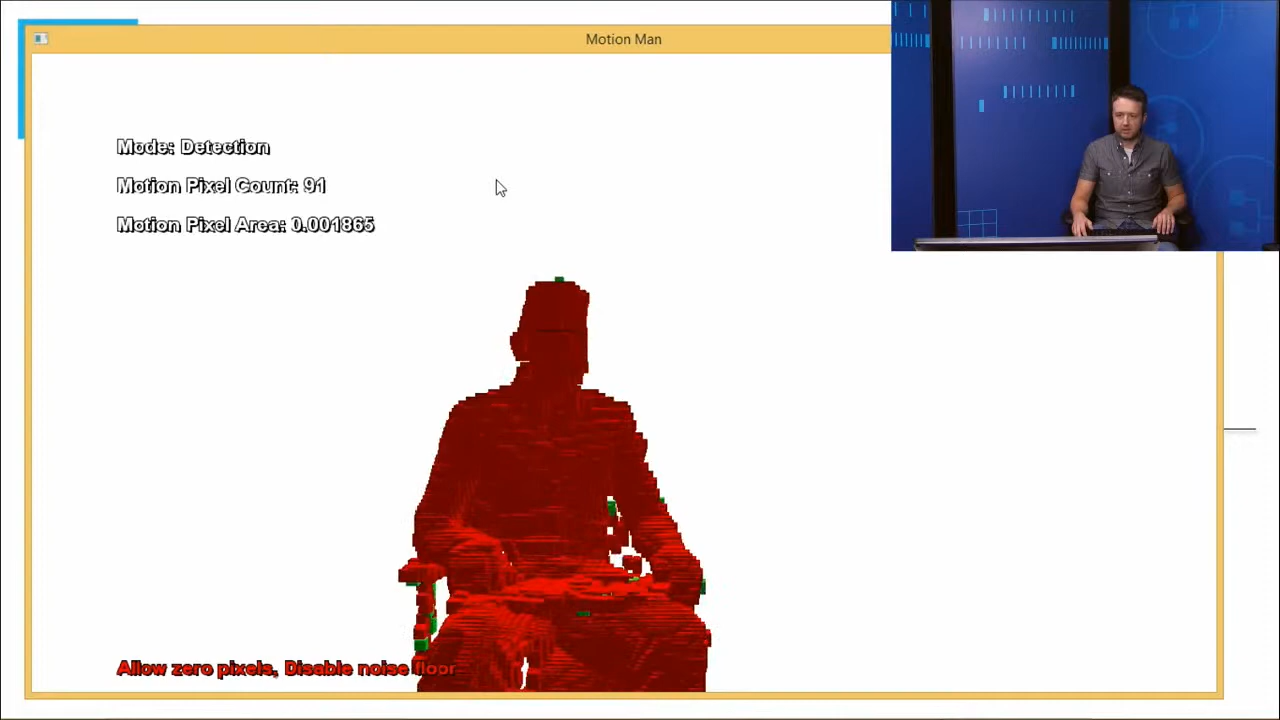 Motion Man
Mode: Detection
Motion Pixel Count: 91
Motion Pixel Area: 0.001865
Allow zero pixels, Disable noise floor